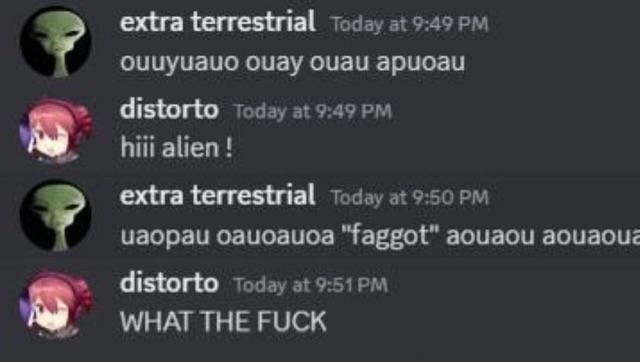 extra terrestrial Today at 9:49 PM
ouuyuauo ouay ouau apuoau
distorto Today at 9:49 PM
hiii alien !
extra terrestrial Today at 9:50 PM
uaopau oauoauoa "faggot" aouaou aouaoua
distorto Today at 9:51 PM
WHAT THE FUCK